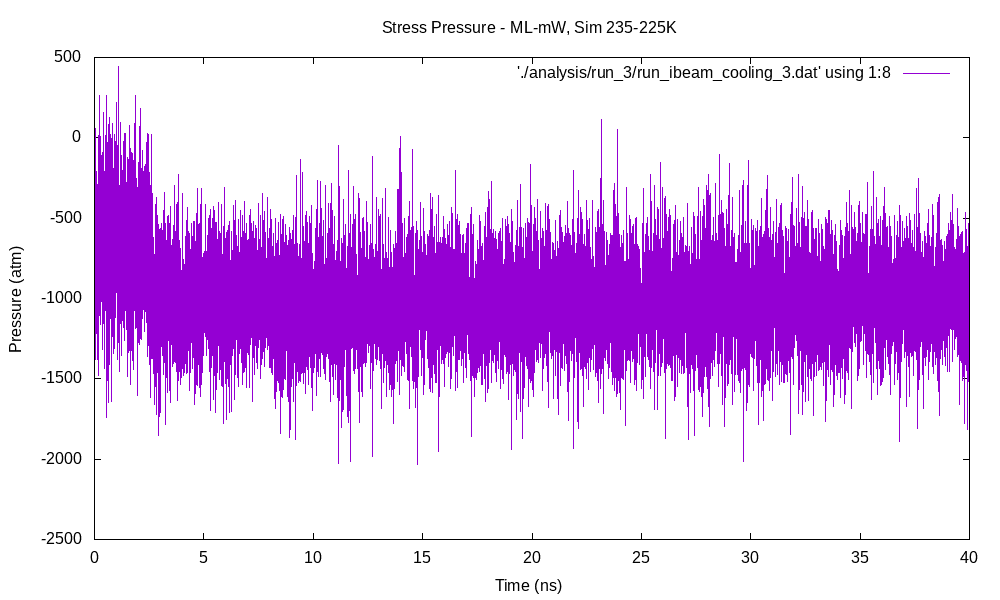 Stress Pressure - ML-mW, Sim 235-225K
'./analysis/run_3/run_ibeam_cooling_3.dat' using 1:8
500
0
-500
-1000
-1500
-2000
-2500
Pressure (atm)
0 5 10 15 20 25 30 35 40
Time (ns)